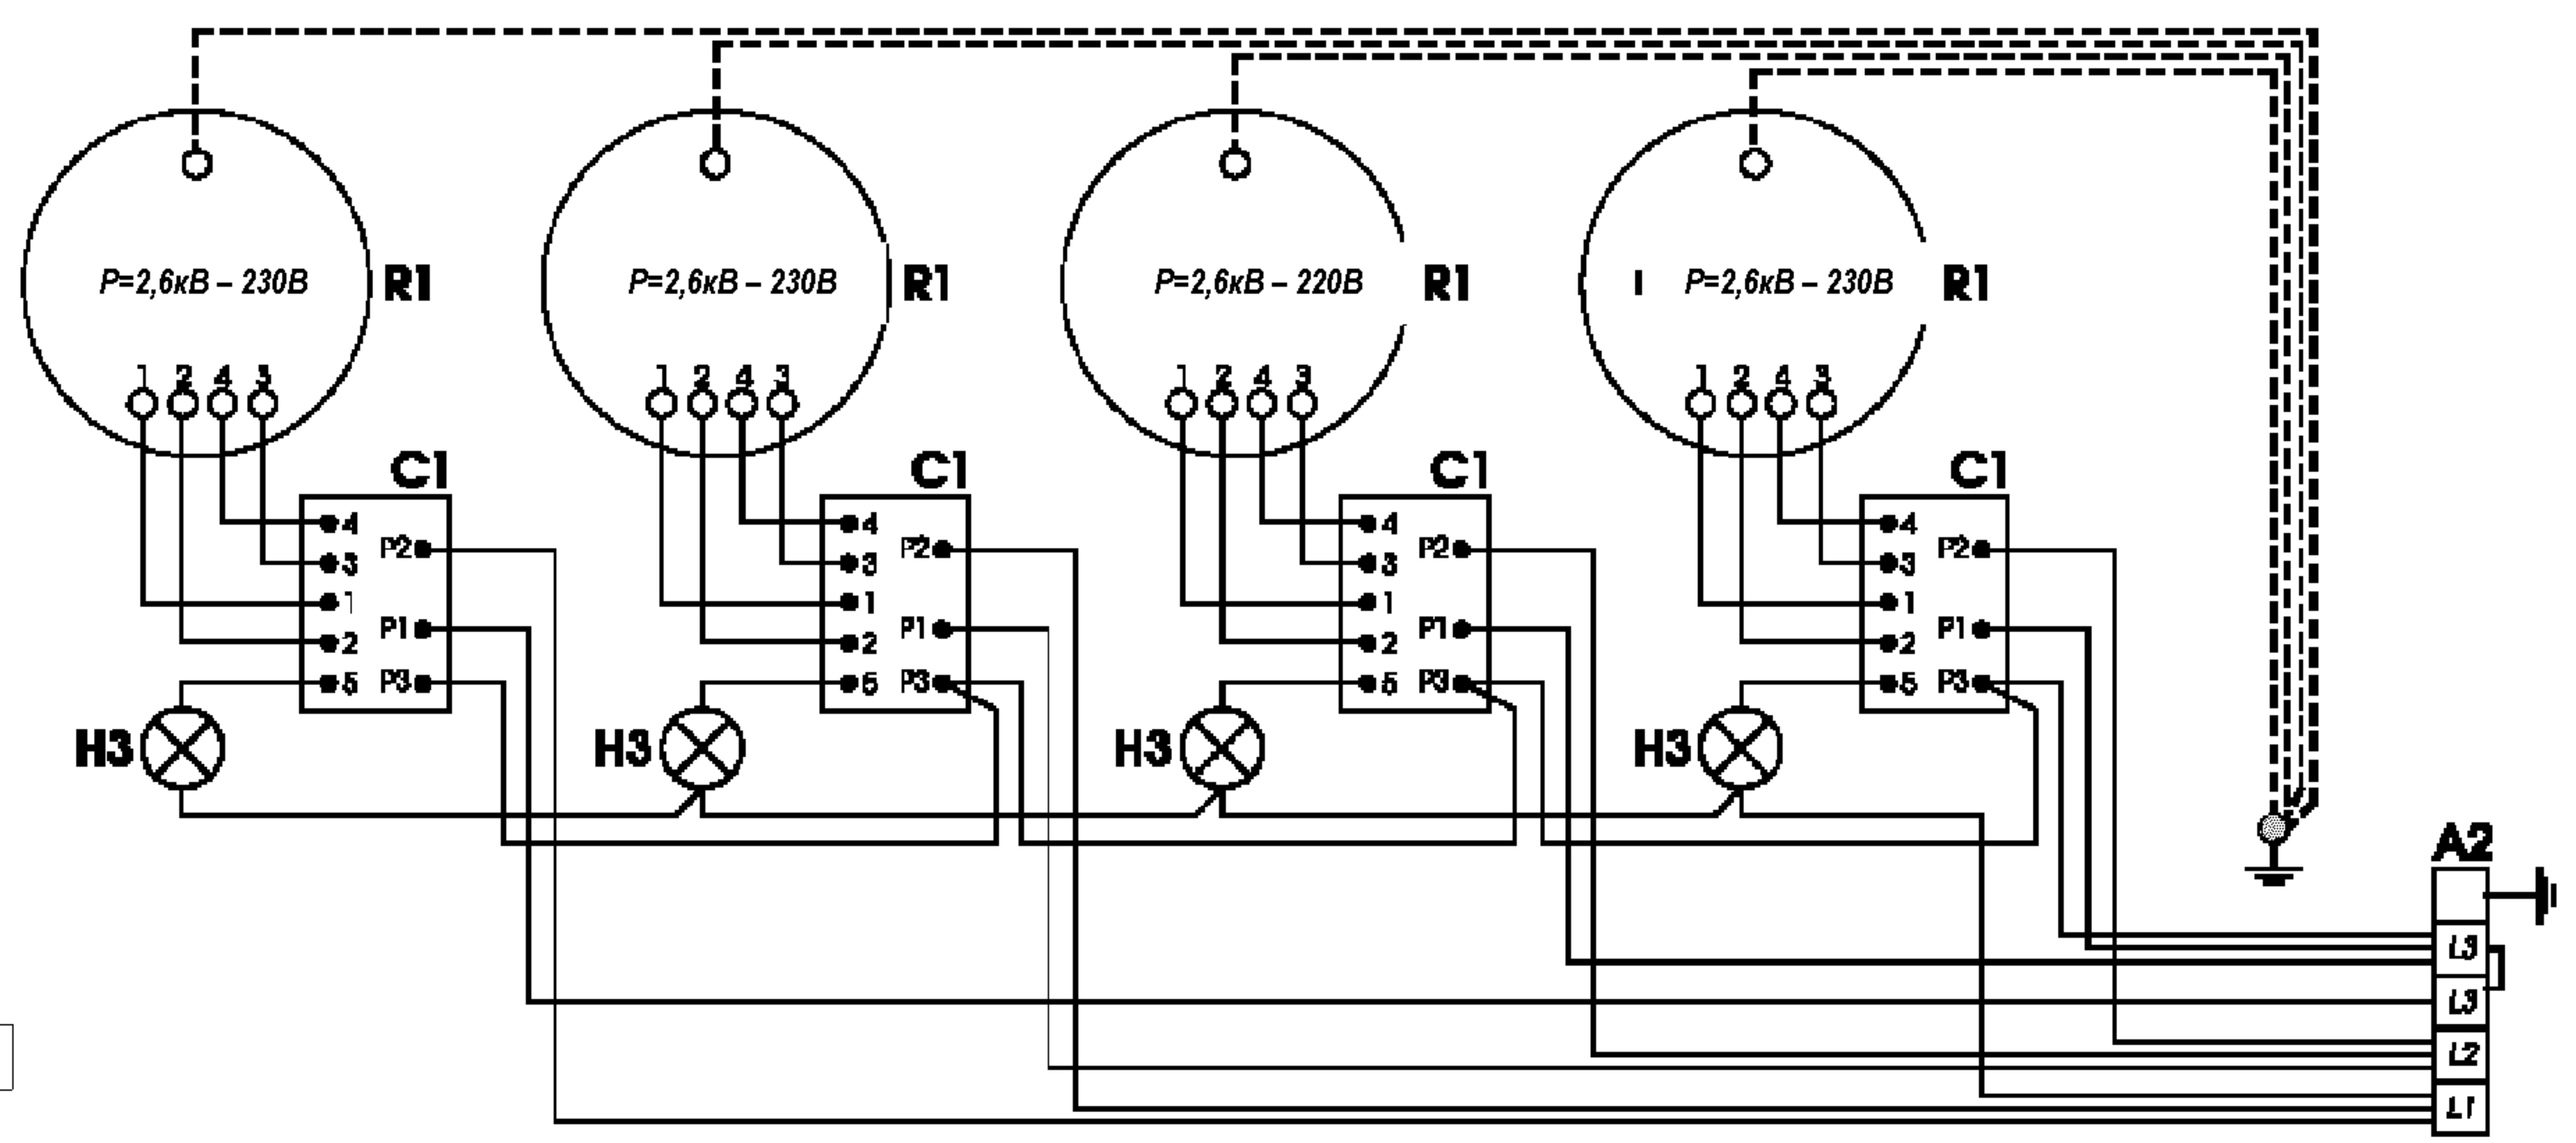 P=2,6кВ – 230В R1 P=2,6кВ – 230В R1 P=2,6кВ – 220В R1 I P=2,6кВ – 230В R1
1 2 4 3 1 2 4 3 1 2 4 3 1 2 4 3
C1 C1 C1 C1
4 4 4 4
P2 P2 P2 P2
3 3 3 3
1 1 1 1
P1 P1 P1 P1
2 2 2 2
5 P3 5 P3 5 P3 5 P3
H3 H3 H3 H3
A2
L3
L3
L2
L1